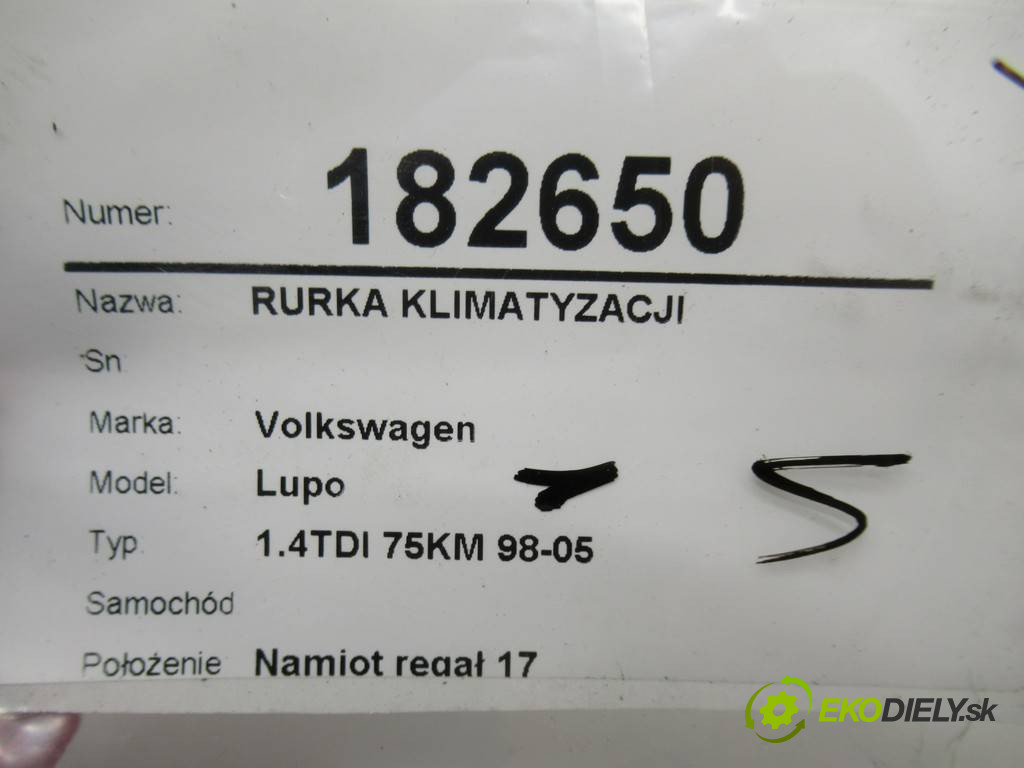 Numer: 182650
Nazwa: RURKA KLIMATYZACJI
Sn
Marka: Volkswagen
Model: Lupo
Typ 1.4TDI 75KM 98-05
Samochód
Położenie Namiot regał 17
S
EKODIELY.sk